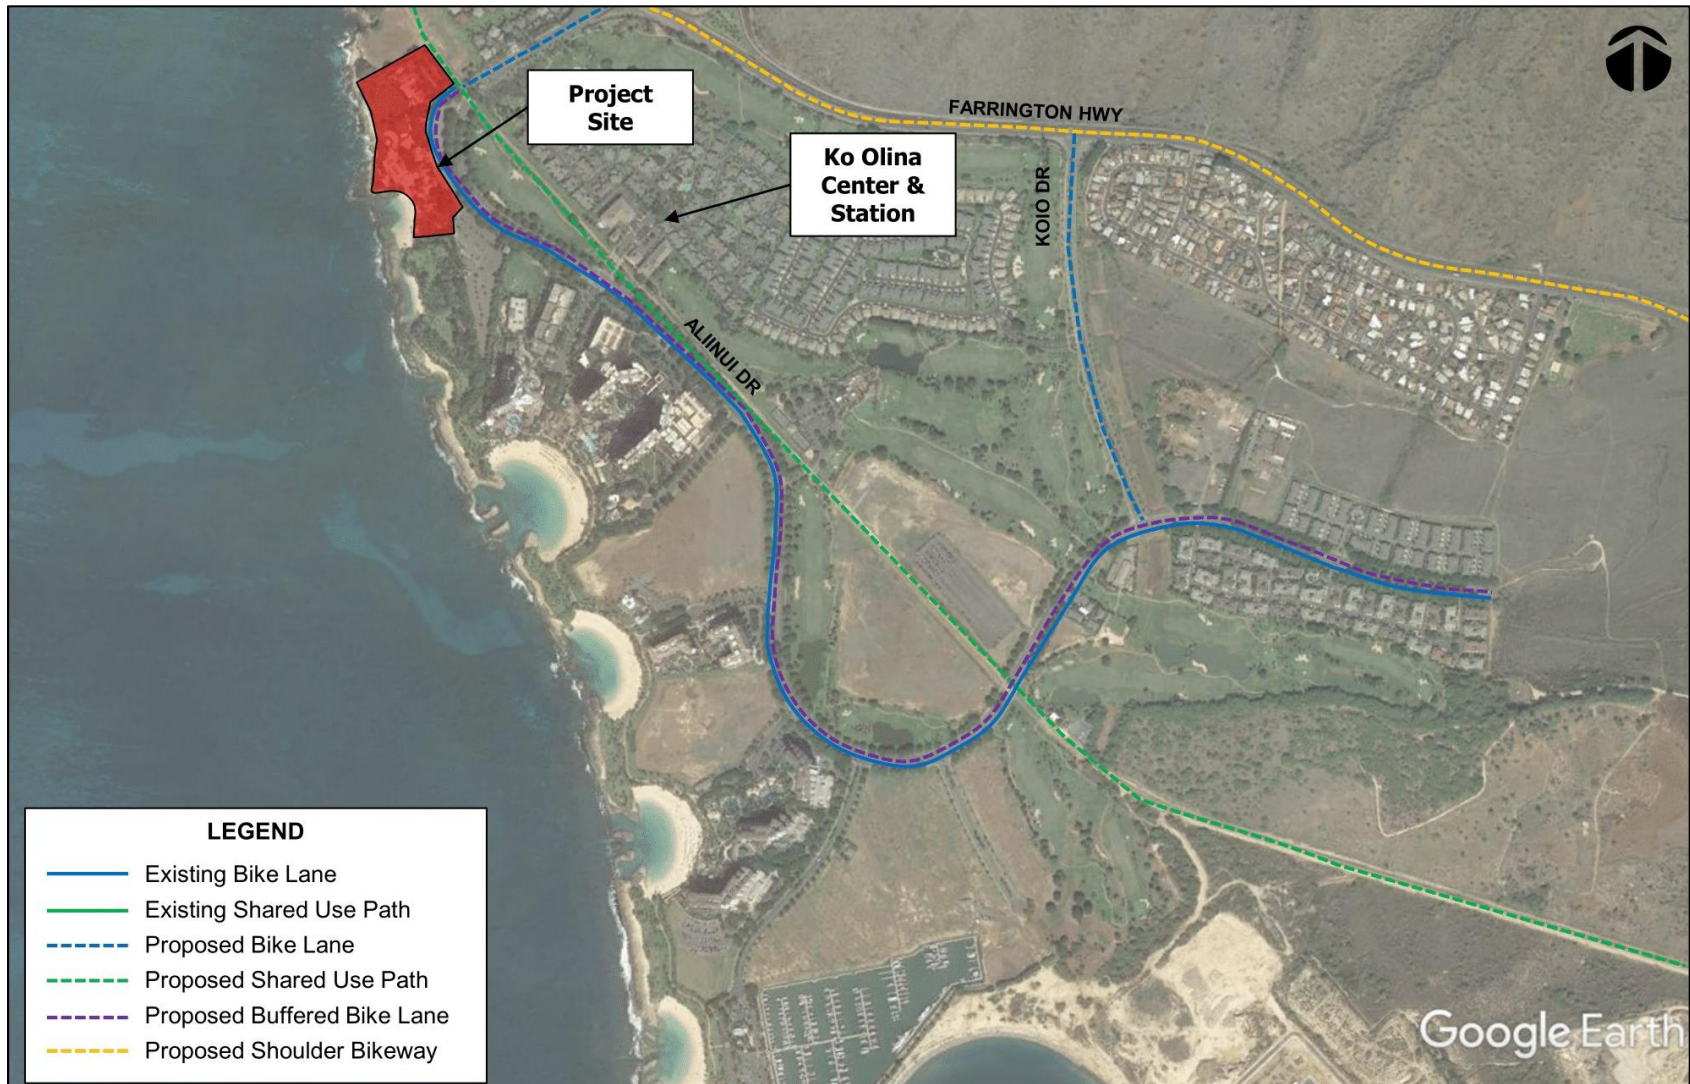 Project
Site
Ko Olina
Center &
Station
FARRINGTON HWY
KOIO DR
ALIINUI DR
LEGEND
Existing Bike Lane
Existing Shared Use Path
Proposed Bike Lane
Proposed Shared Use Path
Proposed Buffered Bike Lane
Proposed Shoulder Bikeway
Google Earth